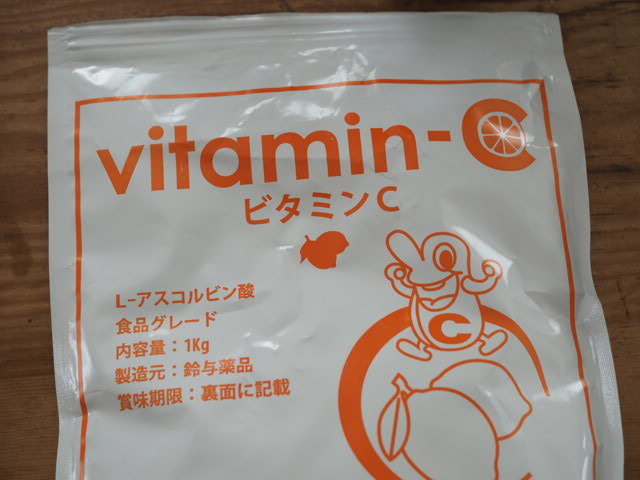 vitamin-C
ビタミンC
L-アスコルビン酸
食品グレード
内容量：1Kg
製造元：鈴与薬品
賞味期限：裏面に記載
C